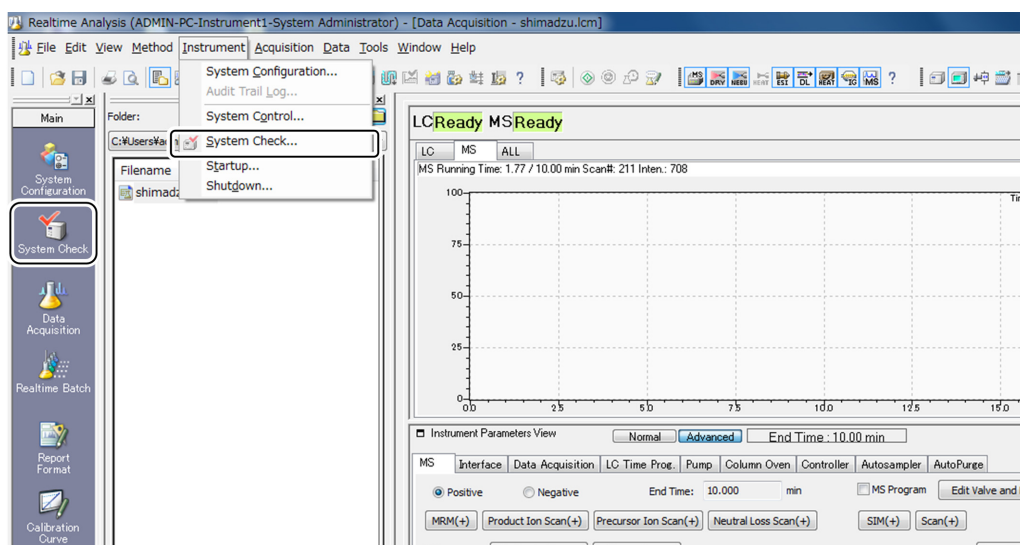 Realtime Analysis (ADMIN-PC-Instrument1-System Administrator) - [Data Acquisition - shimadzu.lcm]
File Edit View Method Instrument Acquisition Data Tools Window Help
System Configuration...
Audit Trail Log...
System Control...
System Check...
Startup...
Shutdown...
Main
System
Configuration
System Check
Data
Acquisition
Realtime Batch
Report
Format
Calibration
Curve
Folder:
C:¥Users¥
Filename
LCReady MSReady
LC MS ALL
MS Running Time: 1.77 / 10.00 min Scan#: 211 Inten.: 708
100
75
50
25
0
0.0 2.5 5.0 7.5 10.0 12.5 15.0
Instrument Parameters View Normal Advanced End Time : 10.00 min
MS Interface Data Acquisition LC Time Prog. Pump Column Oven Controller Autosampler AutoPurge
Positive Negative End Time: 10.000 min MS Program Edit Valve and
MRM(+) Product Ion Scan(+) Precursor Ion Scan(+) Neutral Loss Scan(+) SIM(+) Scan(+)